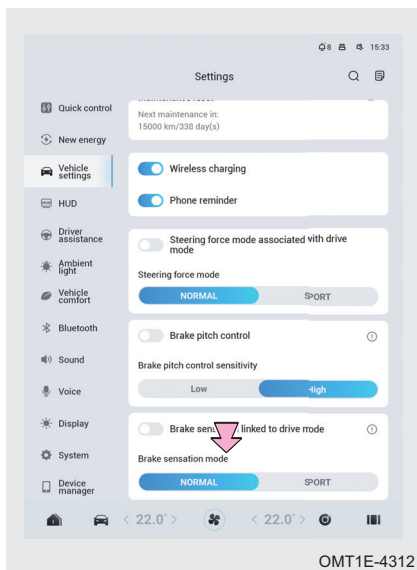 8 15:33
Settings
Quick control
New energy
Vehicle
settings
HUD
Driver
assistance
Ambient
light
Vehicle
comfort
Bluetooth
Sound
Voice
Display
System
Device
manager
Next maintenance in:
15000 km/338 day(s)
Wireless charging
Phone reminder
Steering force mode associated with drive
mode
Steering force mode
NORMAL SPORT
Brake pitch control
Brake pitch control sensitivity
Low High
Brake linked to drive mode
Brake sensation mode
NORMAL SPORT
< 22.0° > < 22.0° >
OMT1E-4312